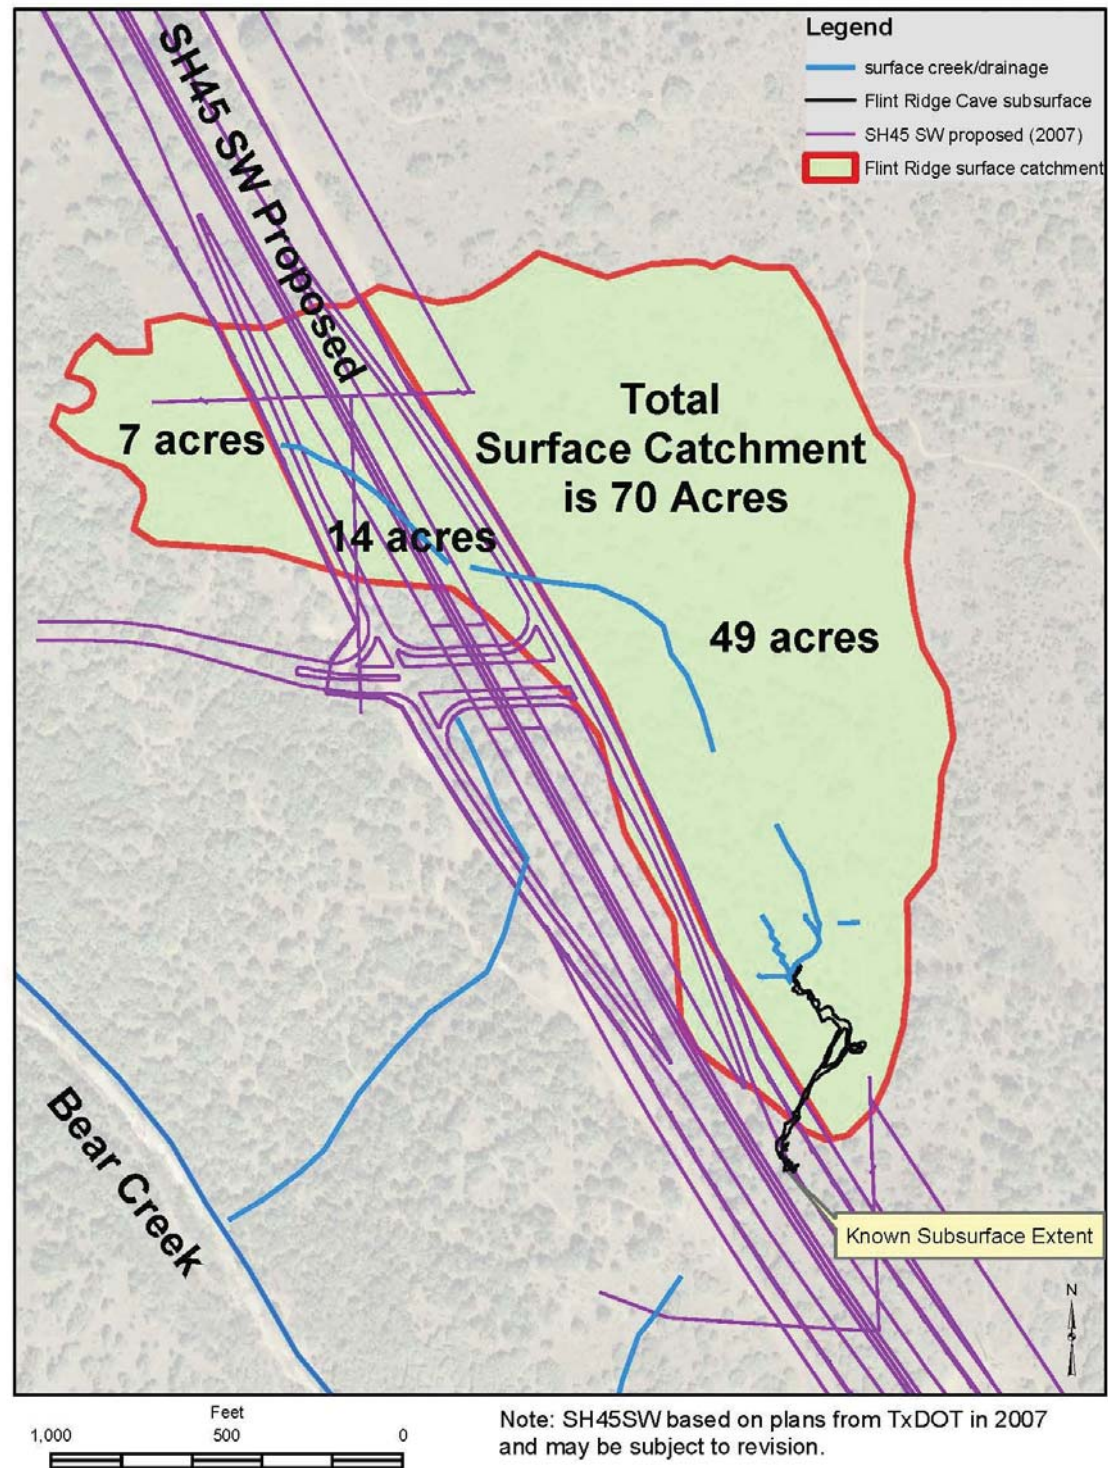 Legend
surface creek/drainage
Flint Ridge Cave subsurface
SH45 SW proposed (2007)
Flint Ridge surface catchment
SH45 SW Proposed
Total
Surface Catchment
is 70 Acres
7 acres
14 acres
49 acres
Bear Creek
Known Subsurface Extent
N
Feet
1,000 500 0
Note: SH45SW based on plans from TxDOT in 2007
and may be subject to revision.